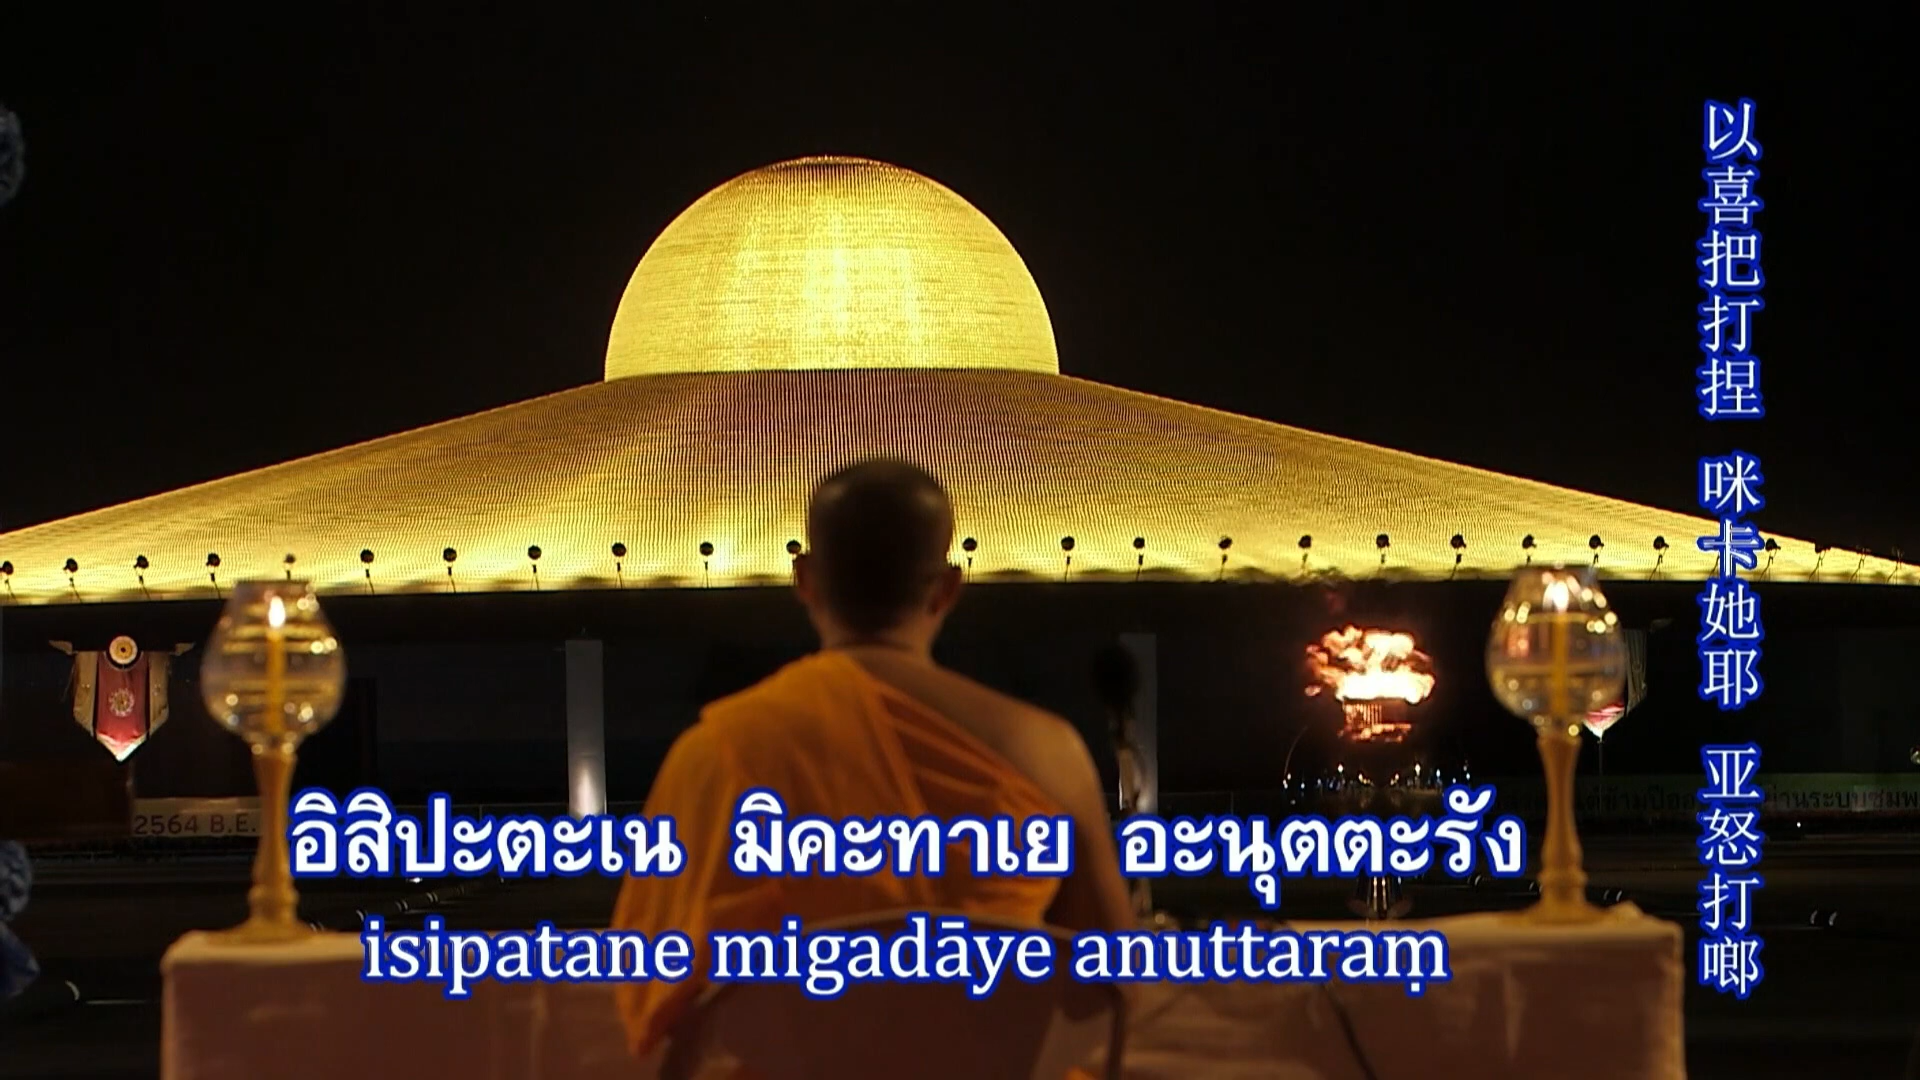 以喜把打捏 咪卡她耶 亚怒打啷
2564 B.E.
อิสิปะตะเน มิคะทาเย อะนุตตะรัง
isipatane migadāye anuttaraṃ